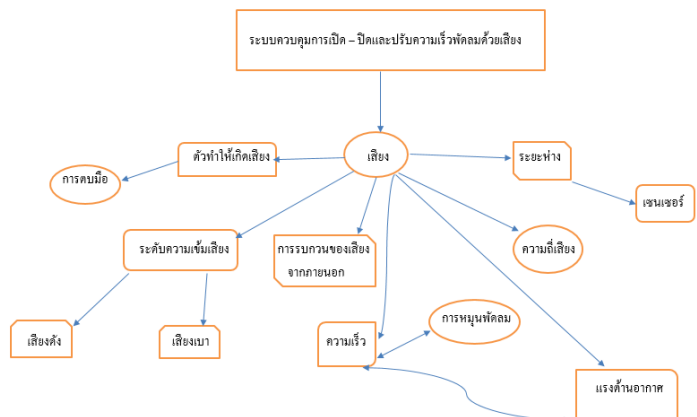 ระบบควบคุมการเปิด – ปิดและปรับความเร็วพัดลมด้วยเสียง
ตัวทำให้เกิดเสียง
เสียง
ระยะห่าง
การตบมือ
เซนเซอร์
ระดับความเข้มเสียง
การรบกวนของเสียง
จากภายนอก
ความถี่เสียง
การหมุนพัดลม
เสียงดัง
เสียงเบา
ความเร็ว
แรงต้านอากาศ